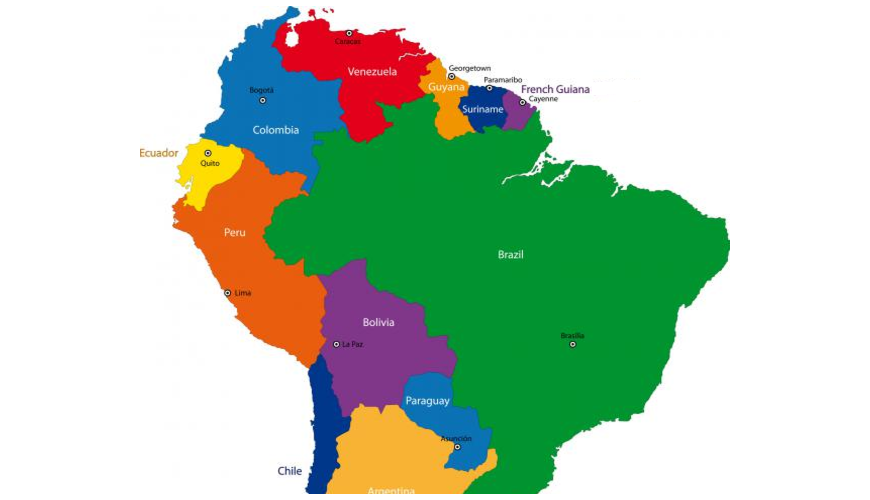 Caracas
Venezuela
Georgetown
Guyana
Paramaribo
Suriname
French Guiana
Cayenne
Bogotá
Colombia
Ecuador
Quito
Peru
Brazil
Lima
Bolivia
La Paz
Brasília
Paraguay
Asunción
Chile
Argentina